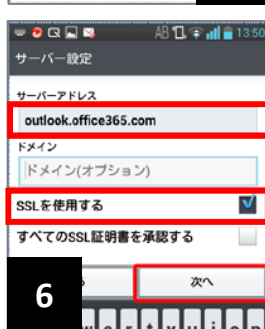 13:50
サーバー設定
サーバーアドレス
outlook.office365.com
ドメイン
ドメイン(オプション)
SSLを使用する
すべてのSSL証明書を承認する
6
次へ
w e r t y u i o p